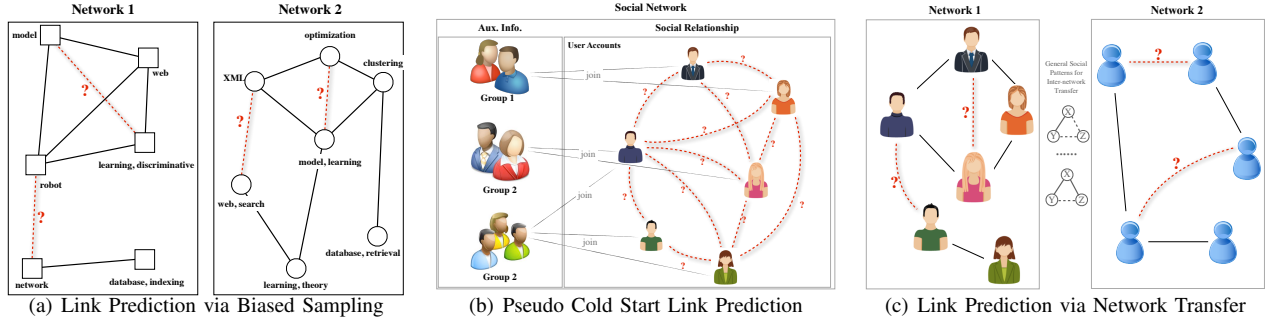 Network 1
model
web
?
learning, discriminative
robot
?
network
database, indexing
Network 2
optimization
XML
clustering
?
?
model, learning
web, search
database, retrieval
learning, theory
(a) Link Prediction via Biased Sampling
Social Network
Aux. Info.
Social Relationship
User Accounts
Group 1
Group 2
Group 2
join
join
join
join
?
?
?
?
?
?
?
?
?
?
?
(b) Pseudo Cold Start Link Prediction
Network 1
?
?
General Social
Patterns for
Inter-network
Transfer
X
Y
Z
......
X
Y
Z
Network 2
?
?
(c) Link Prediction via Network Transfer